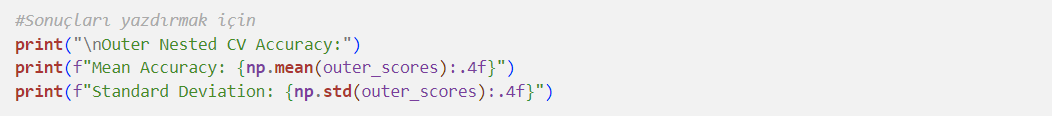 #Sonuçları yazdırmak için
print("\nOuter Nested CV Accuracy:")
print(f"Mean Accuracy: {np.mean(outer_scores):.4f}")
print(f"Standard Deviation: {np.std(outer_scores):.4f}")